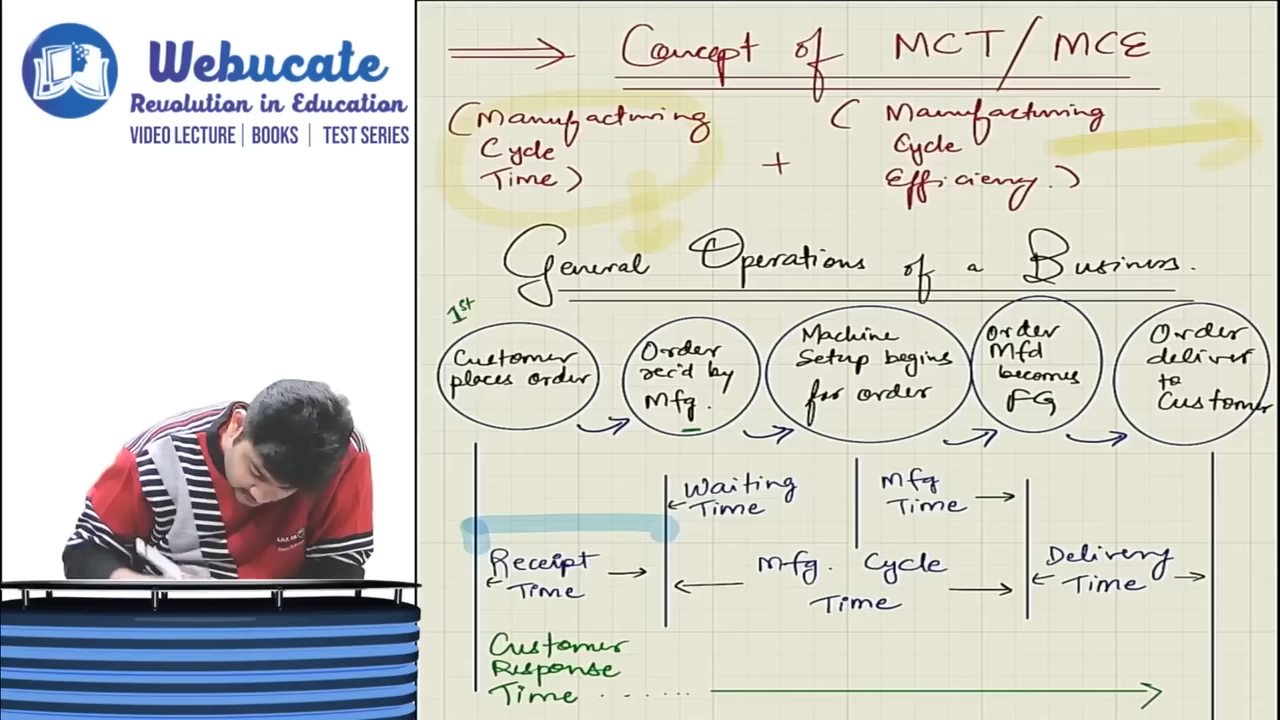 Webucate
Revolution in Education
VIDEO LECTURE | BOOKS | TEST SERIES
Concept of MCT/MCE
(Manufacturing
Cycle
Time)
+
(Manufacturing
Cycle
Efficiency.)
General Operations of a Business.
1st
Customer
places order
Order
rec'd by
Mfg.
Machine
Setup begins
for order
Order
Mfd
becomes
FG
Order
deliver
to
Customer
Waiting
Time
Mfg
Time
Receipt
Time
Mfg. Cycle
Time
Delivery
Time
Customer
Response
Time